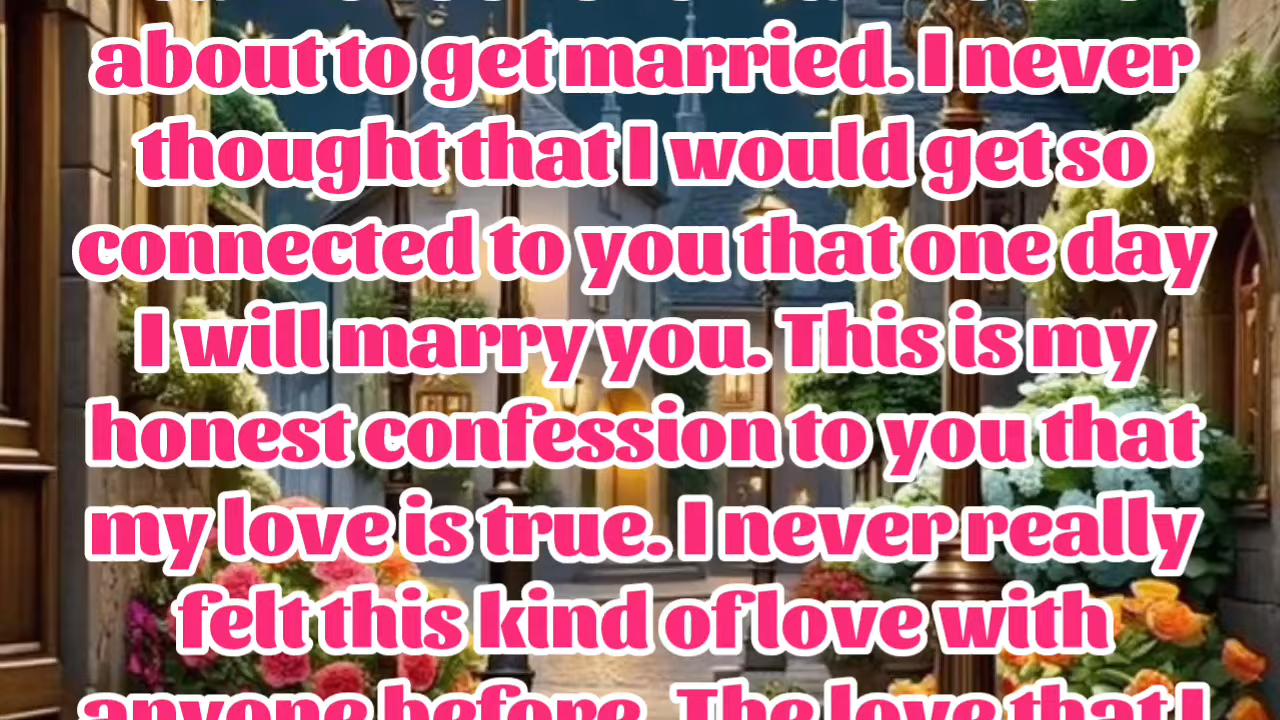 about to get married. I never
thought that I would get so
connected to you that one day
I will marry you. This is my
honest confession to you that
my love is true. I never really
felt this kind of love with
anyone before. The love that I